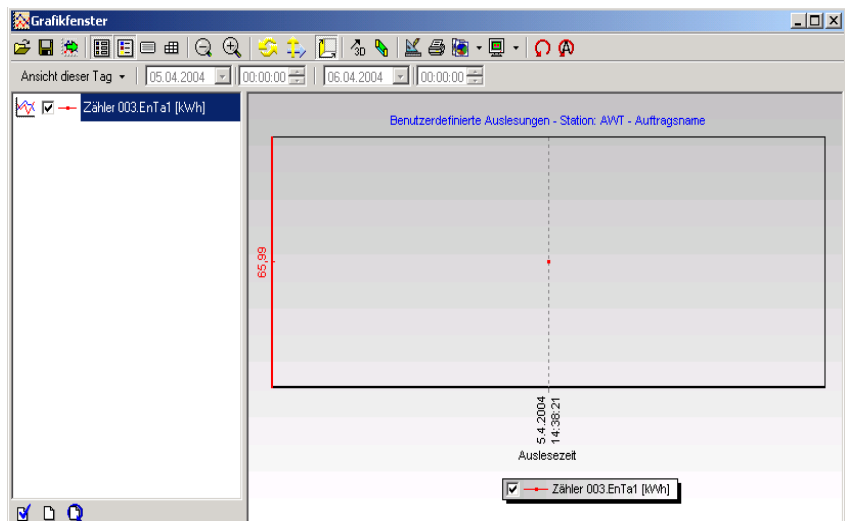 Grafikfenster
3D
A
Ansicht dieser Tag 05.04.2004 00:00:00 06.04.2004 00:00:00
Zähler 003.EnTa1 [kWh]
Benutzerdefinierte Auslesungen - Station: AWT - Auftragsname
65,99
5.4.2004
14:38:21
Auslesezeit
Zähler 003.EnTa1 [kWh]